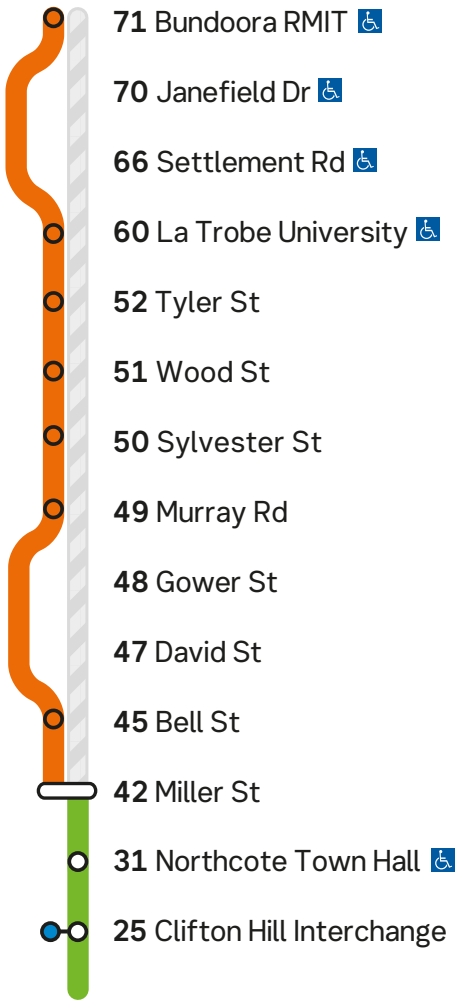 71 Bundoora RMIT
70 Janefield Dr
66 Settlement Rd
60 La Trobe University
52 Tyler St
51 Wood St
50 Sylvester St
49 Murray Rd
48 Gower St
47 David St
45 Bell St
42 Miller St
31 Northcote Town Hall
25 Clifton Hill Interchange